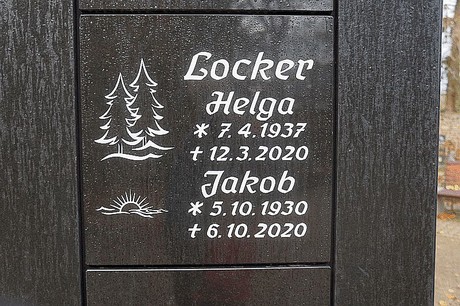 Locker
Helga
* 7.4.1937
† 12.3.2020
Jakob
* 5.10.1930
† 6.10.2020